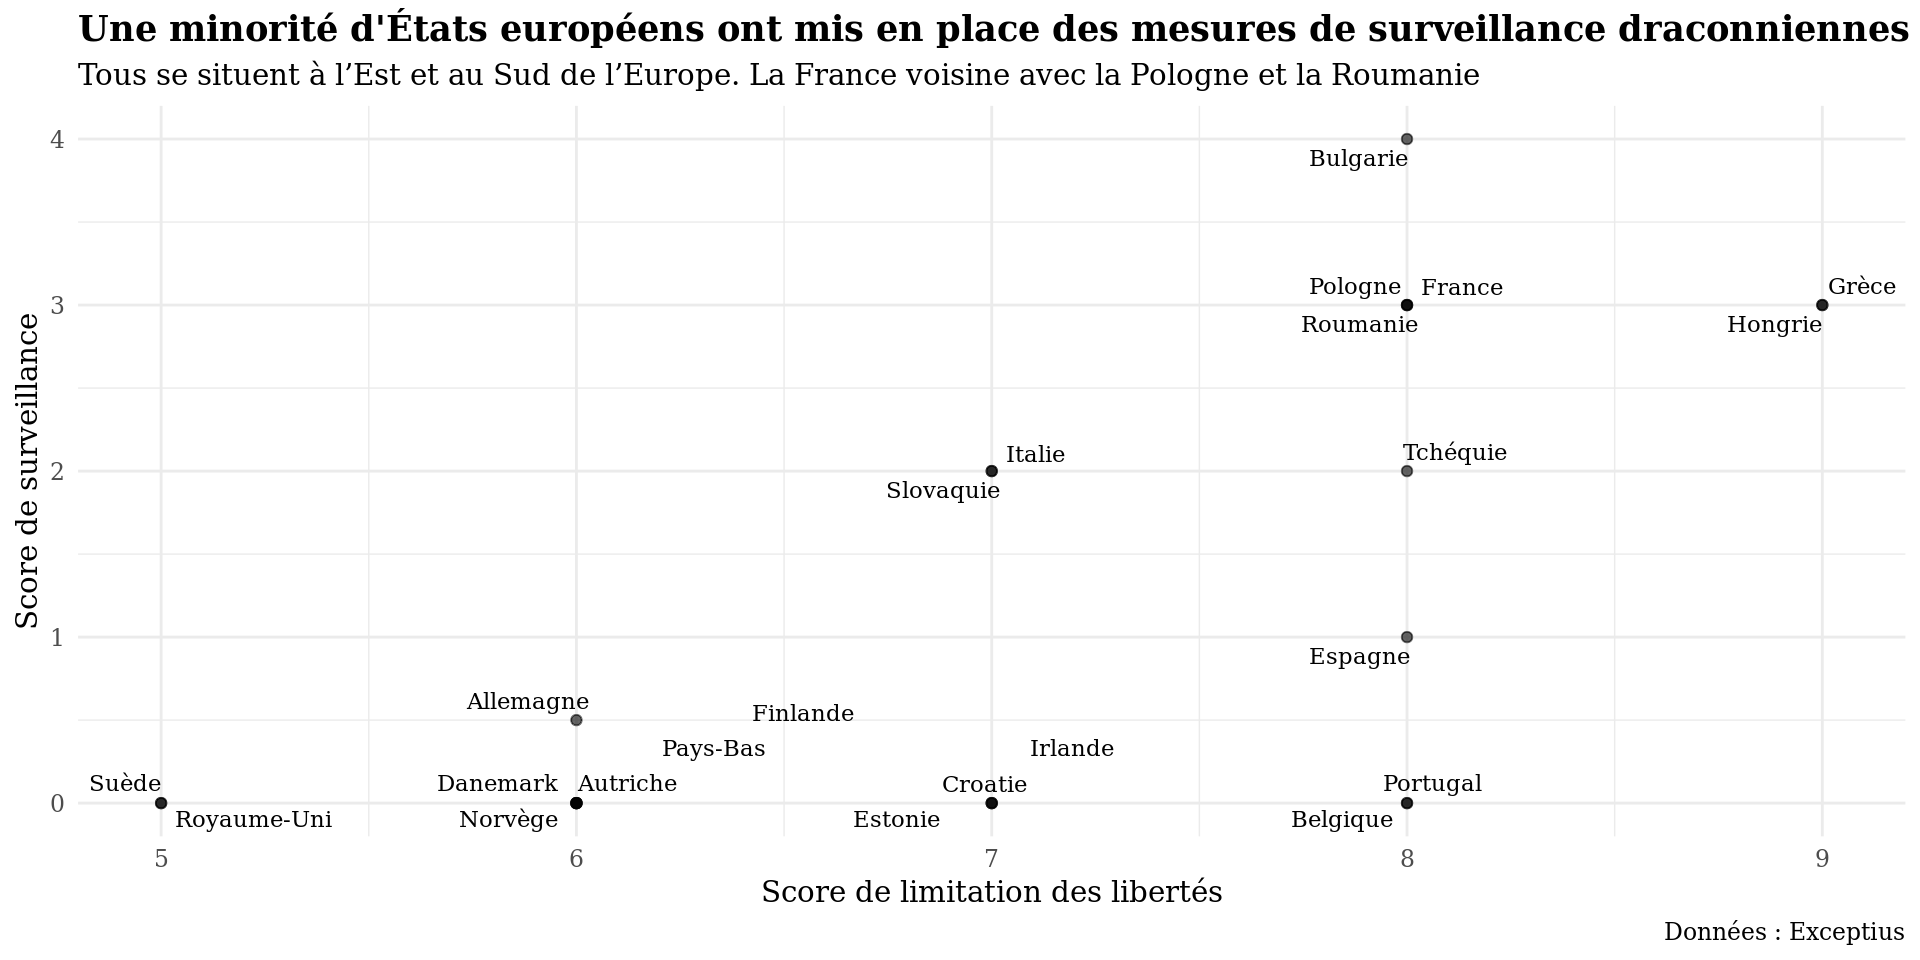 Une minorité d'États européens ont mis en place des mesures de surveillance draconniennes
Tous se situent à l’Est et au Sud de l’Europe. La France voisine avec la Pologne et la Roumanie
4
Bulgarie
Pologne France Grèce
3
Roumanie Hongrie
Italie Tchéquie
2
Slovaquie
Score de surveillance
1
Espagne
Allemagne Finlande
Pays-Bas Irlande
Suède Danemark Autriche Croatie Portugal
0
Royaume-Uni Norvège Estonie Belgique
5 6 7 8 9
Score de limitation des libertés
Données : Exceptius